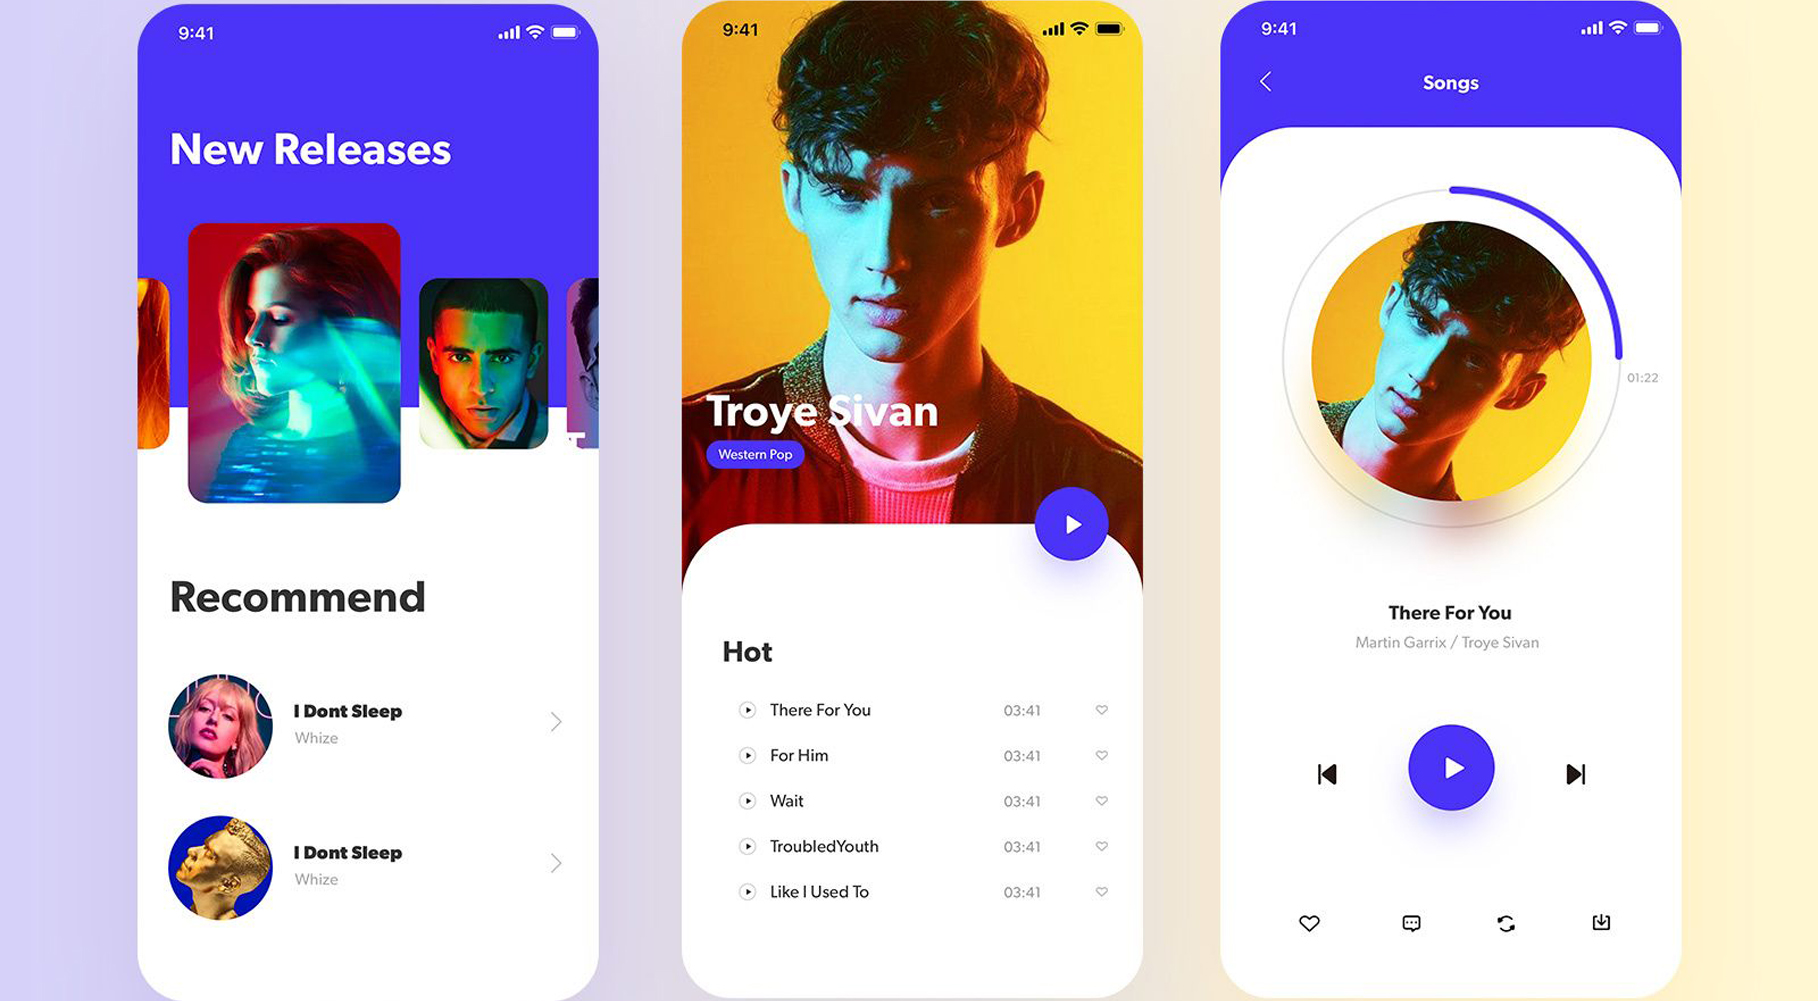 9:41
New Releases
Recommend
I Dont Sleep
Whize
I Dont Sleep
Whize
9:41
Troye Sivan
Western Pop
Hot
There For You 03:41
For Him 03:41
Wait 03:41
TroubledYouth 03:41
Like I Used To 03:41
9:41
Songs
01:22
There For You
Martin Garrix / Troye Sivan